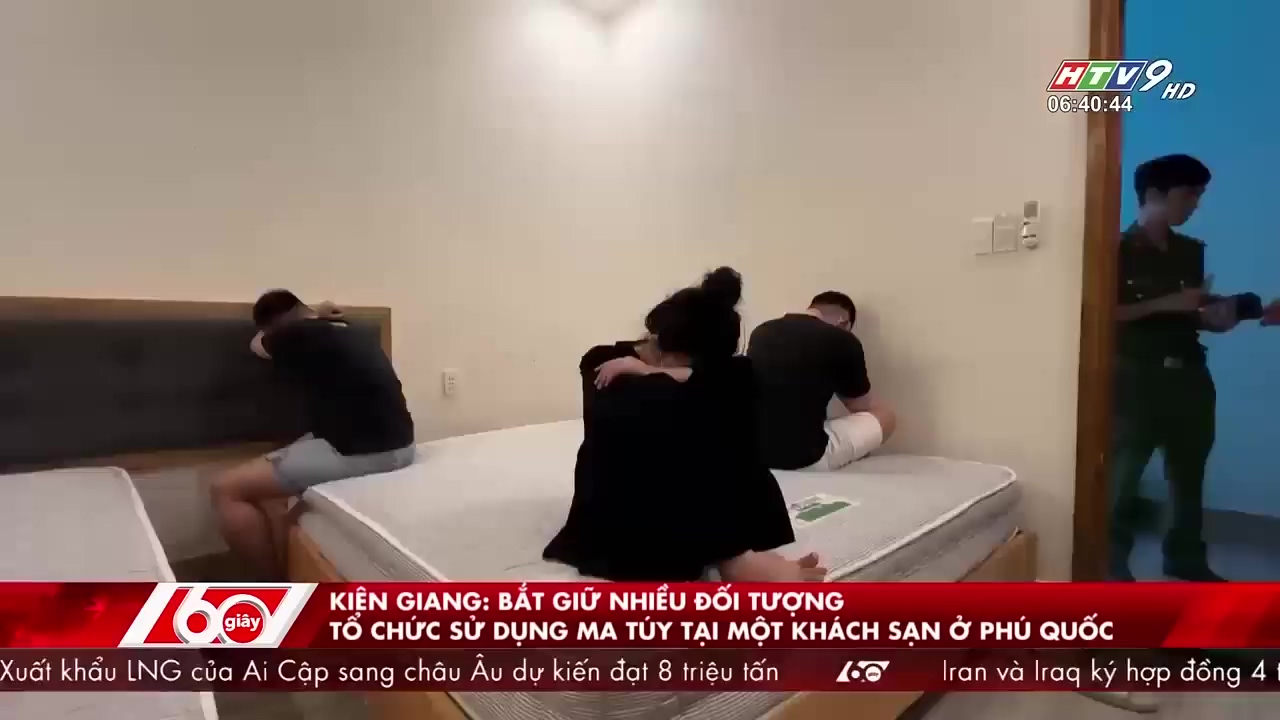 HTV9 HD
06:40:44
60 giây
KIÊN GIANG: BẮT GIỮ NHIỀU ĐỐI TƯỢNG
TỔ CHỨC SỬ DỤNG MA TÚY TẠI MỘT KHÁCH SẠN Ở PHÚ QUỐC
Xuất khẩu LNG của Ai Cập sang châu Âu dự kiến đạt 8 triệu tấn 60 giây Iran và Iraq ký hợp đồng 4